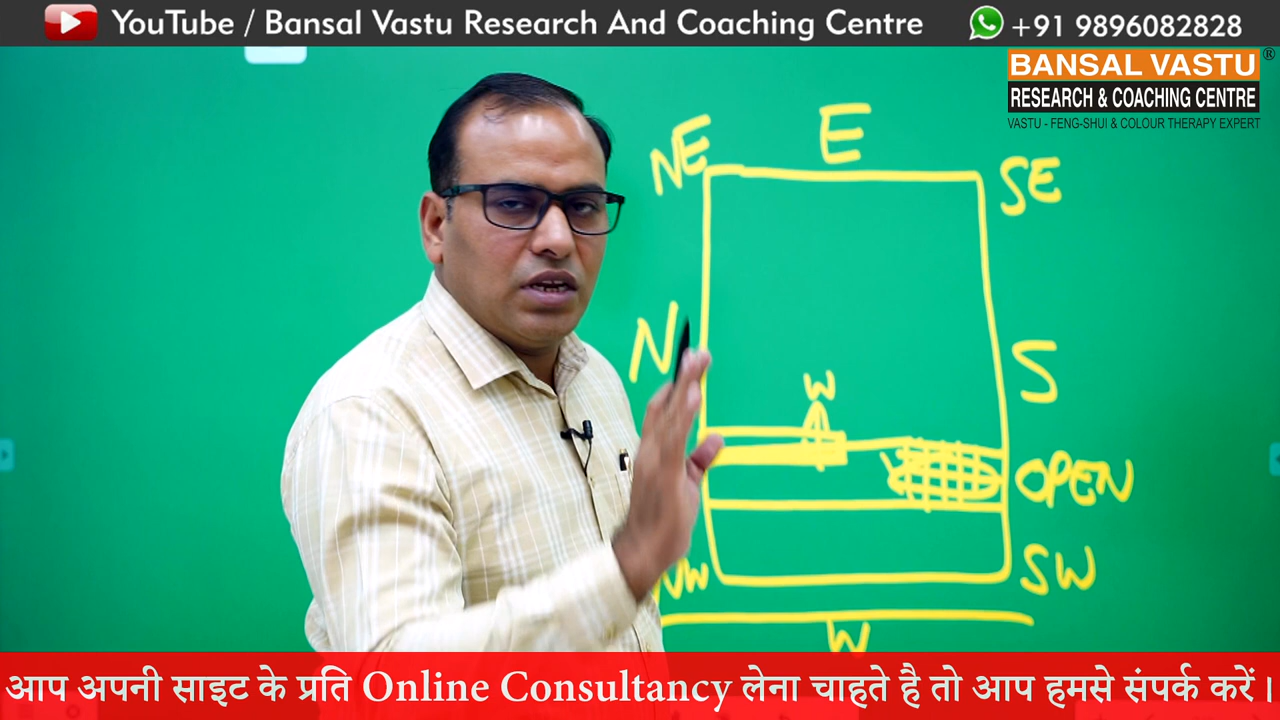 YouTube / Bansal Vastu Research And Coaching Centre +91 9896082828
BANSAL VASTU ®
RESEARCH & COACHING CENTRE
VASTU - FENG-SHUI & COLOUR THERAPY EXPERT
E
NE
SE
N
S
W
OPEN
NW
SW
W
आप अपनी साइट के प्रति Online Consultancy लेना चाहते है तो आप हमसे संपर्क करें।